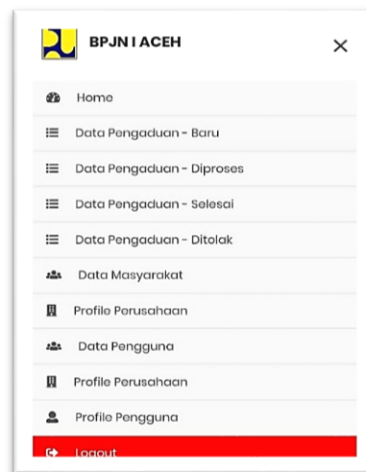 BPJN I ACEH
Home
Data Pengaduan - Baru
Data Pengaduan - Diproses
Data Pengaduan - Selesai
Data Pengaduan - Ditolak
Data Masyarakat
Profile Perusahaan
Data Pengguna
Profile Perusahaan
Profile Pengguna
Logout